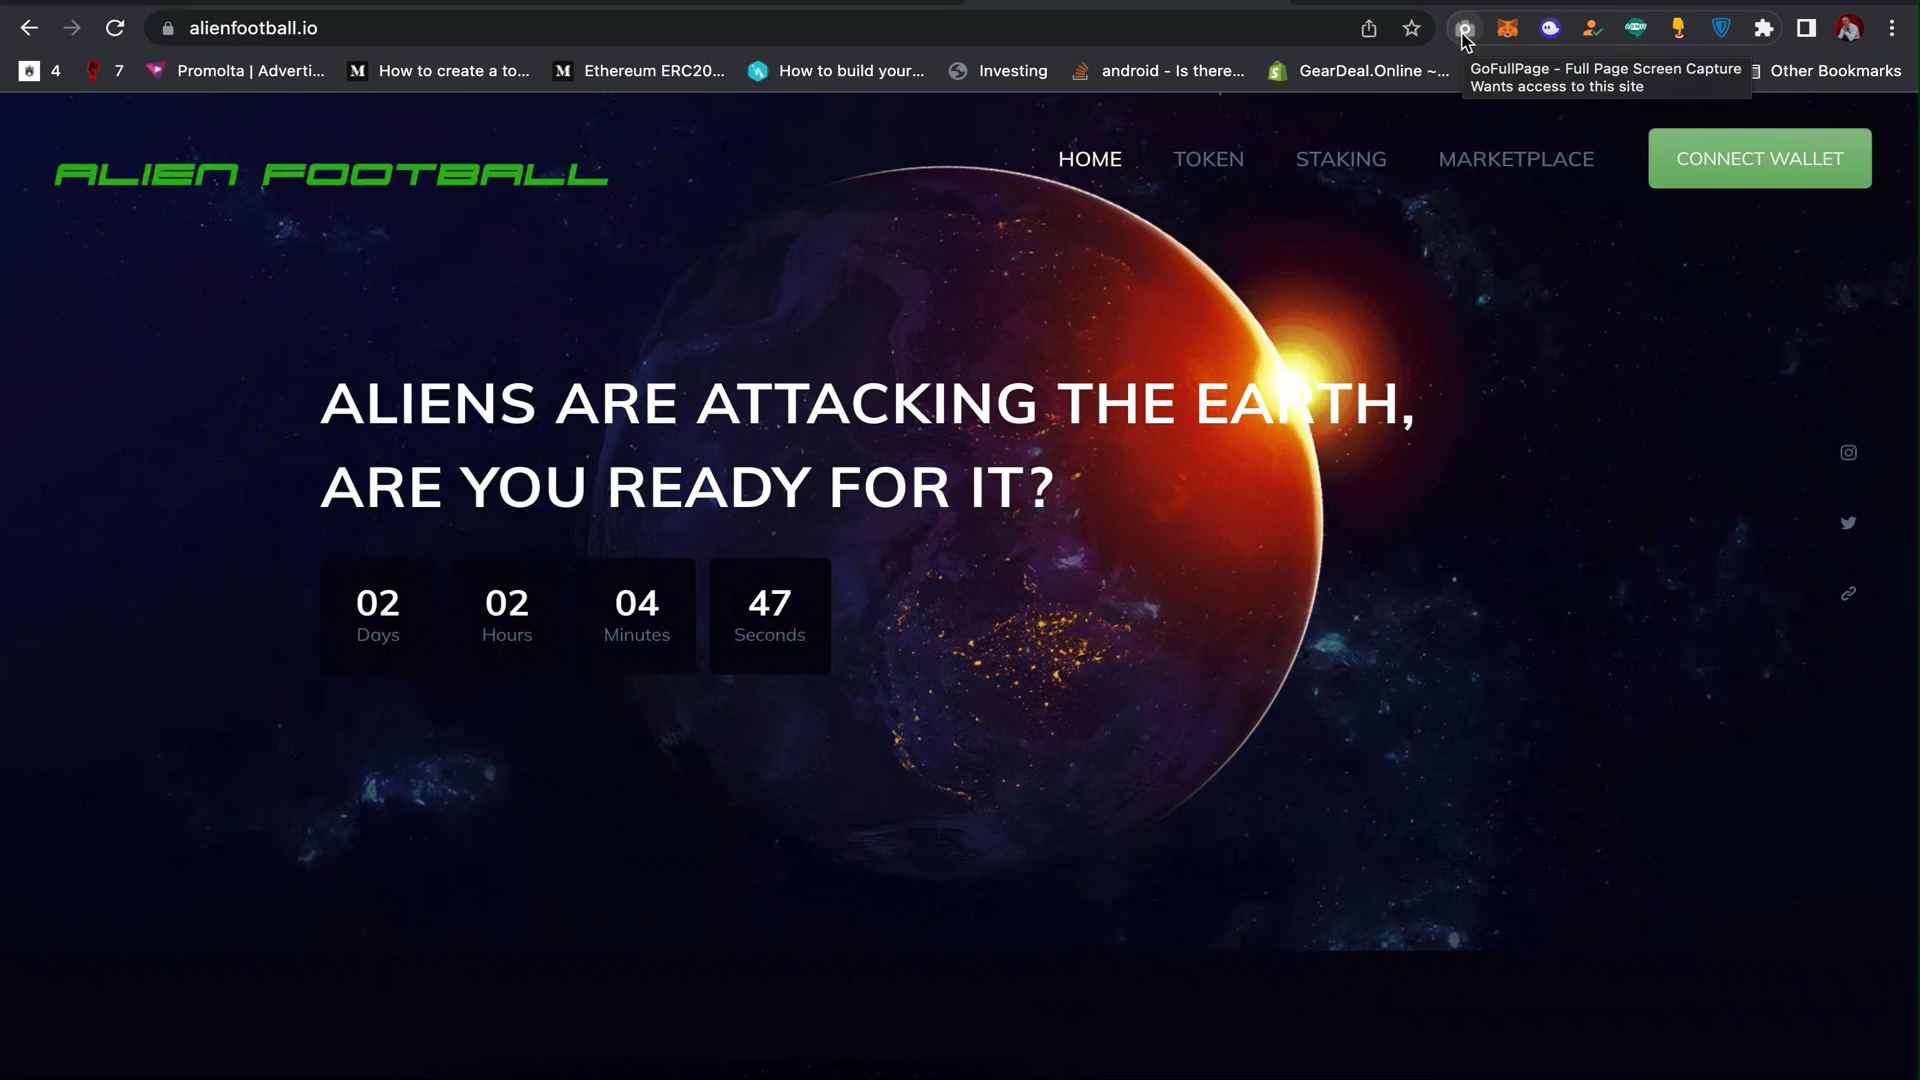 alienfootball.io
4
7
Promolta | Adverti...
How to create a to...
Ethereum ERC20...
How to build your...
Investing
android - Is there...
GearDeal.Online ~...
Other Bookmarks
GoFullPage - Full Page Screen Capture
Wants access to this site
ALIEN FOOTBALL
HOME
TOKEN
STAKING
MARKETPLACE
CONNECT WALLET
ALIENS ARE ATTACKING THE EARTH,
ARE YOU READY FOR IT?
02
Days
02
Hours
04
Minutes
47
Seconds